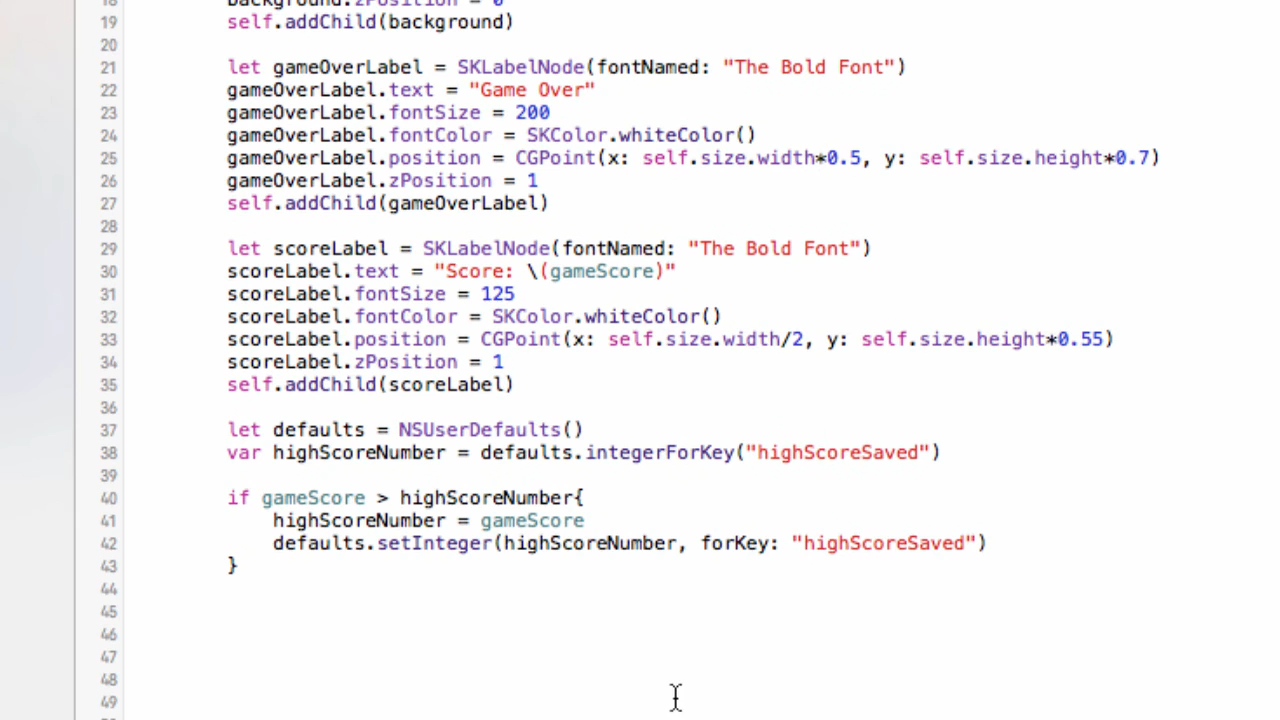 18 background.zPosition = 0
19 self.addChild(background)
20
21 let gameOverLabel = SKLabelNode(fontNamed: "The Bold Font")
22 gameOverLabel.text = "Game Over"
23 gameOverLabel.fontSize = 200
24 gameOverLabel.fontColor = SKColor.whiteColor()
25 gameOverLabel.position = CGPoint(x: self.size.width*0.5, y: self.size.height*0.7)
26 gameOverLabel.zPosition = 1
27 self.addChild(gameOverLabel)
28
29 let scoreLabel = SKLabelNode(fontNamed: "The Bold Font")
30 scoreLabel.text = "Score: \(gameScore)"
31 scoreLabel.fontSize = 125
32 scoreLabel.fontColor = SKColor.whiteColor()
33 scoreLabel.position = CGPoint(x: self.size.width/2, y: self.size.height*0.55)
34 scoreLabel.zPosition = 1
35 self.addChild(scoreLabel)
36
37 let defaults = NSUserDefaults()
38 var highScoreNumber = defaults.integerForKey("highScoreSaved")
39
40 if gameScore > highScoreNumber{
41 highScoreNumber = gameScore
42 defaults.setInteger(highScoreNumber, forKey: "highScoreSaved")
43 }
44
45
46
47
48
49